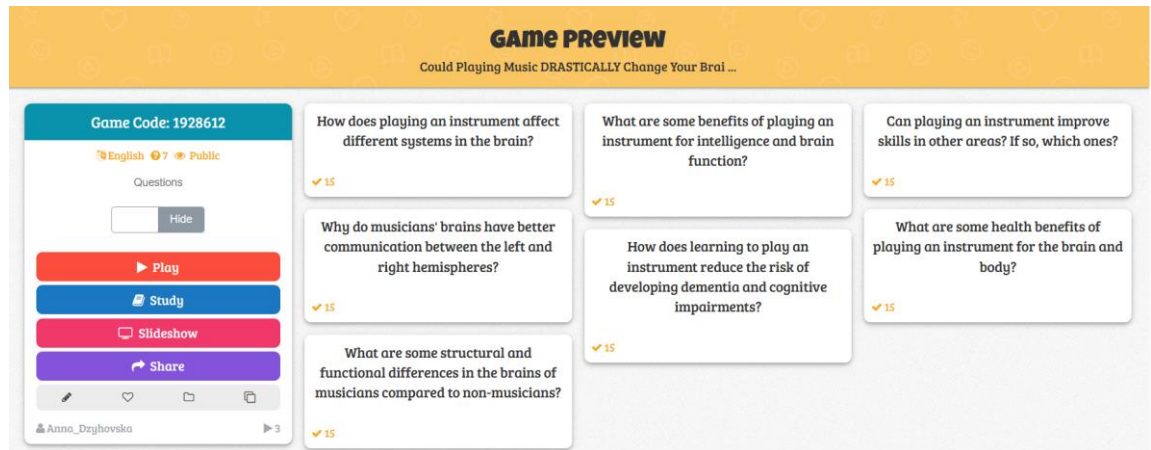 Game Preview
Could Playing Music DRASTICALLY Change Your Brai ...
Game Code: 1928612
English 7 Public
Questions
Hide
Play
Study
Slideshow
Share
Anna_Dzyhovska 3
How does playing an instrument affect
different systems in the brain?
15
Why do musicians' brains have better
communication between the left and
right hemispheres?
15
What are some structural and
functional differences in the brains of
musicians compared to non-musicians?
15
What are some benefits of playing an
instrument for intelligence and brain
function?
15
How does learning to play an
instrument reduce the risk of
developing dementia and cognitive
impairments?
15
Can playing an instrument improve
skills in other areas? If so, which ones?
15
What are some health benefits of
playing an instrument for the brain and
body?
15